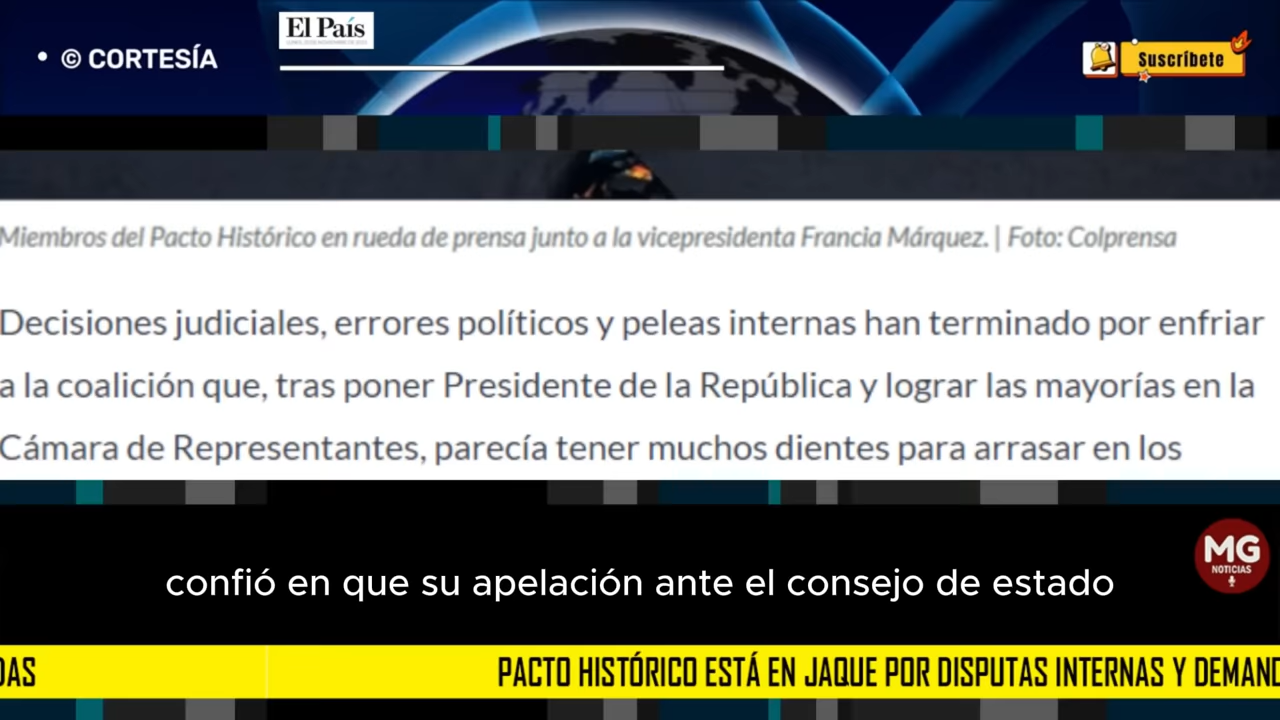 © CORTESÍA
El País
Suscríbete
Miembros del Pacto Histórico en rueda de prensa junto a la vicepresidenta Francia Márquez. | Foto: Colprensa
Decisiones judiciales, errores políticos y peleas internas han terminado por enfriar
a la coalición que, tras poner Presidente de la República y lograr las mayorías en la
Cámara de Representantes, parecía tener muchos dientes para arrasar en los
confió en que su apelación ante el consejo de estado
MG
NOTICIAS
DAS PACTO HISTÓRICO ESTÁ EN JAQUE POR DISPUTAS INTERNAS Y DEMAND